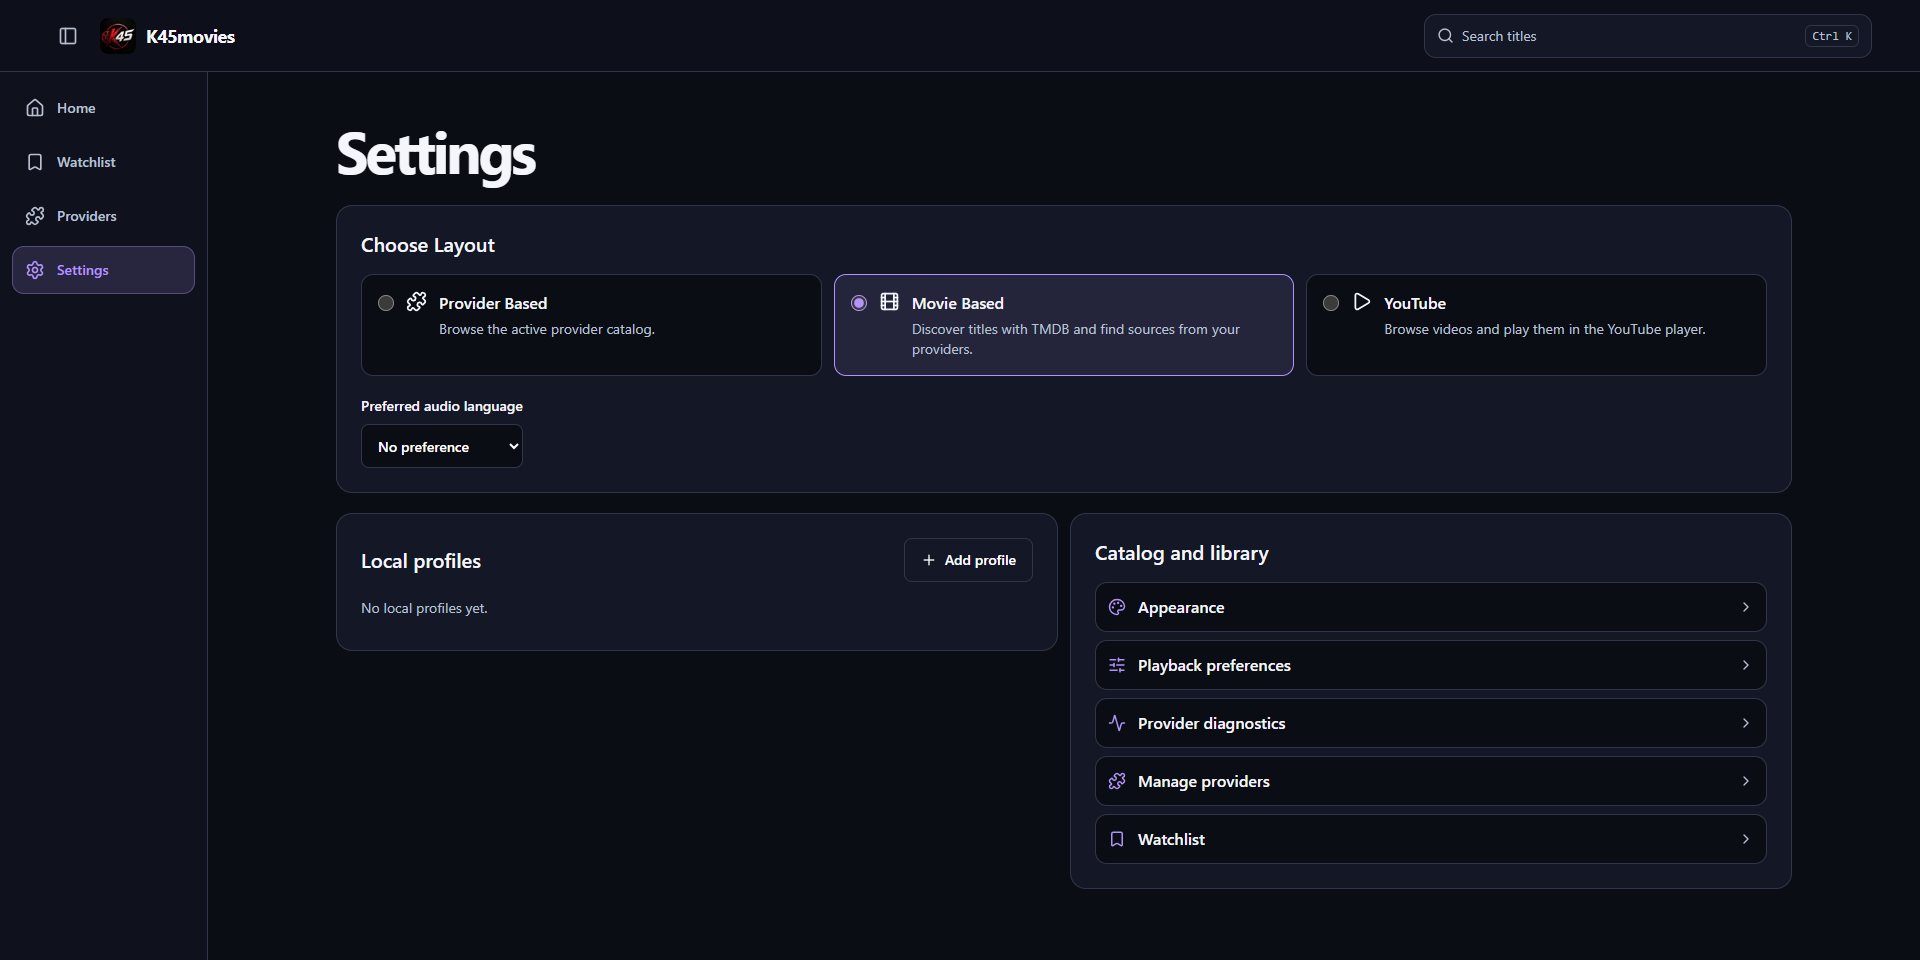 K45 K45movies
Search titles
Ctrl K
Home
Watchlist
Providers
Settings
Settings
Choose Layout
Provider Based
Browse the active provider catalog.
Movie Based
Discover titles with TMDB and find sources from your
providers.
YouTube
Browse videos and play them in the YouTube player.
Preferred audio language
No preference
Local profiles
Add profile
No local profiles yet.
Catalog and library
Appearance
Playback preferences
Provider diagnostics
Manage providers
Watchlist